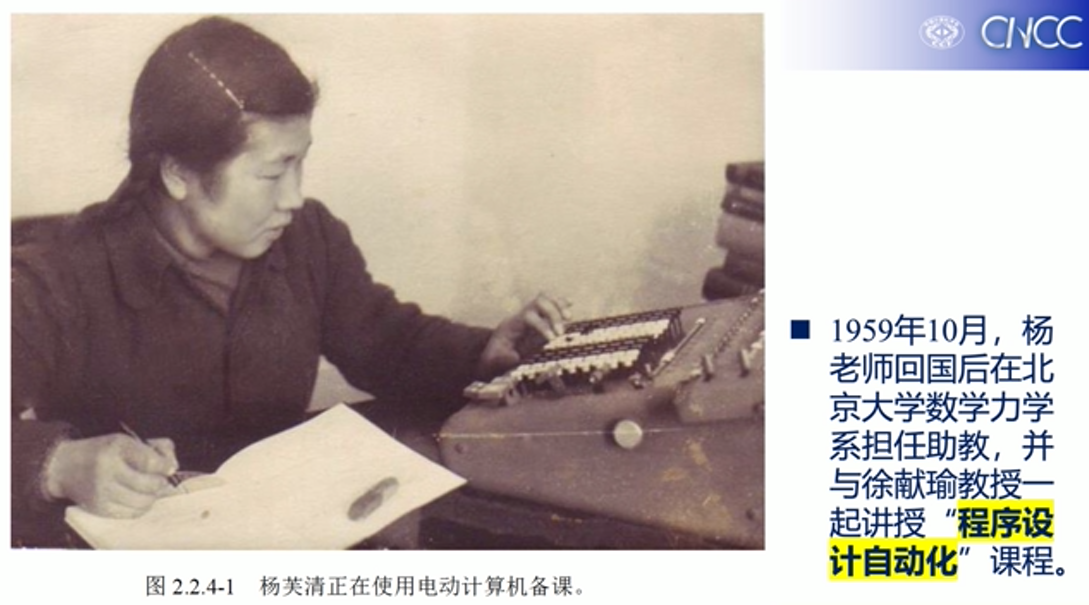 CNCC
■ 1959年10月，杨
老师回国后在北
京大学数学力学
系担任助教，并
与徐献瑜教授一
起讲授“程序设
计自动化”课程。
图 2.2.4-1 杨芙清正在使用电动计算机备课。